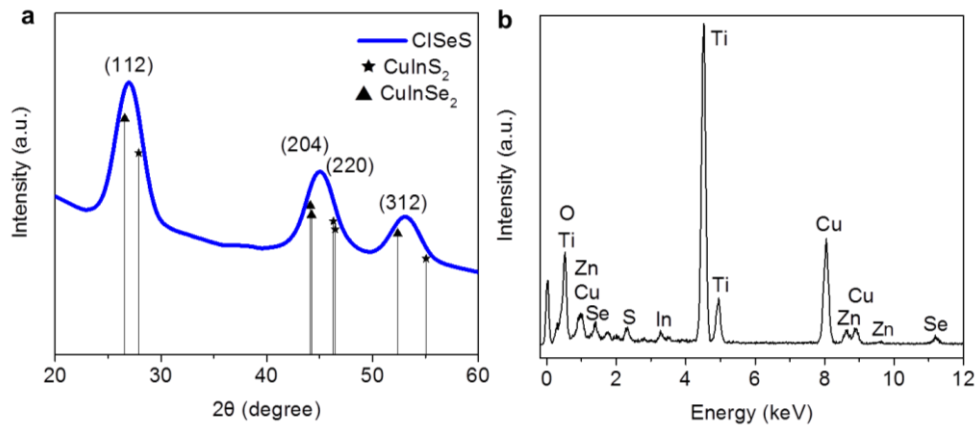 a
CISeS
CuInS₂
CuInSe₂
(112)
(204)
(220)
(312)
Intensity (a.u.)
20
30
40
50
60
2θ (degree)
b
Ti
O
Ti
Zn
Cu
Se
S
In
Ti
Cu
Cu
Zn
Zn
Se
Intensity (a.u.)
0
2
4
6
8
10
12
Energy (keV)